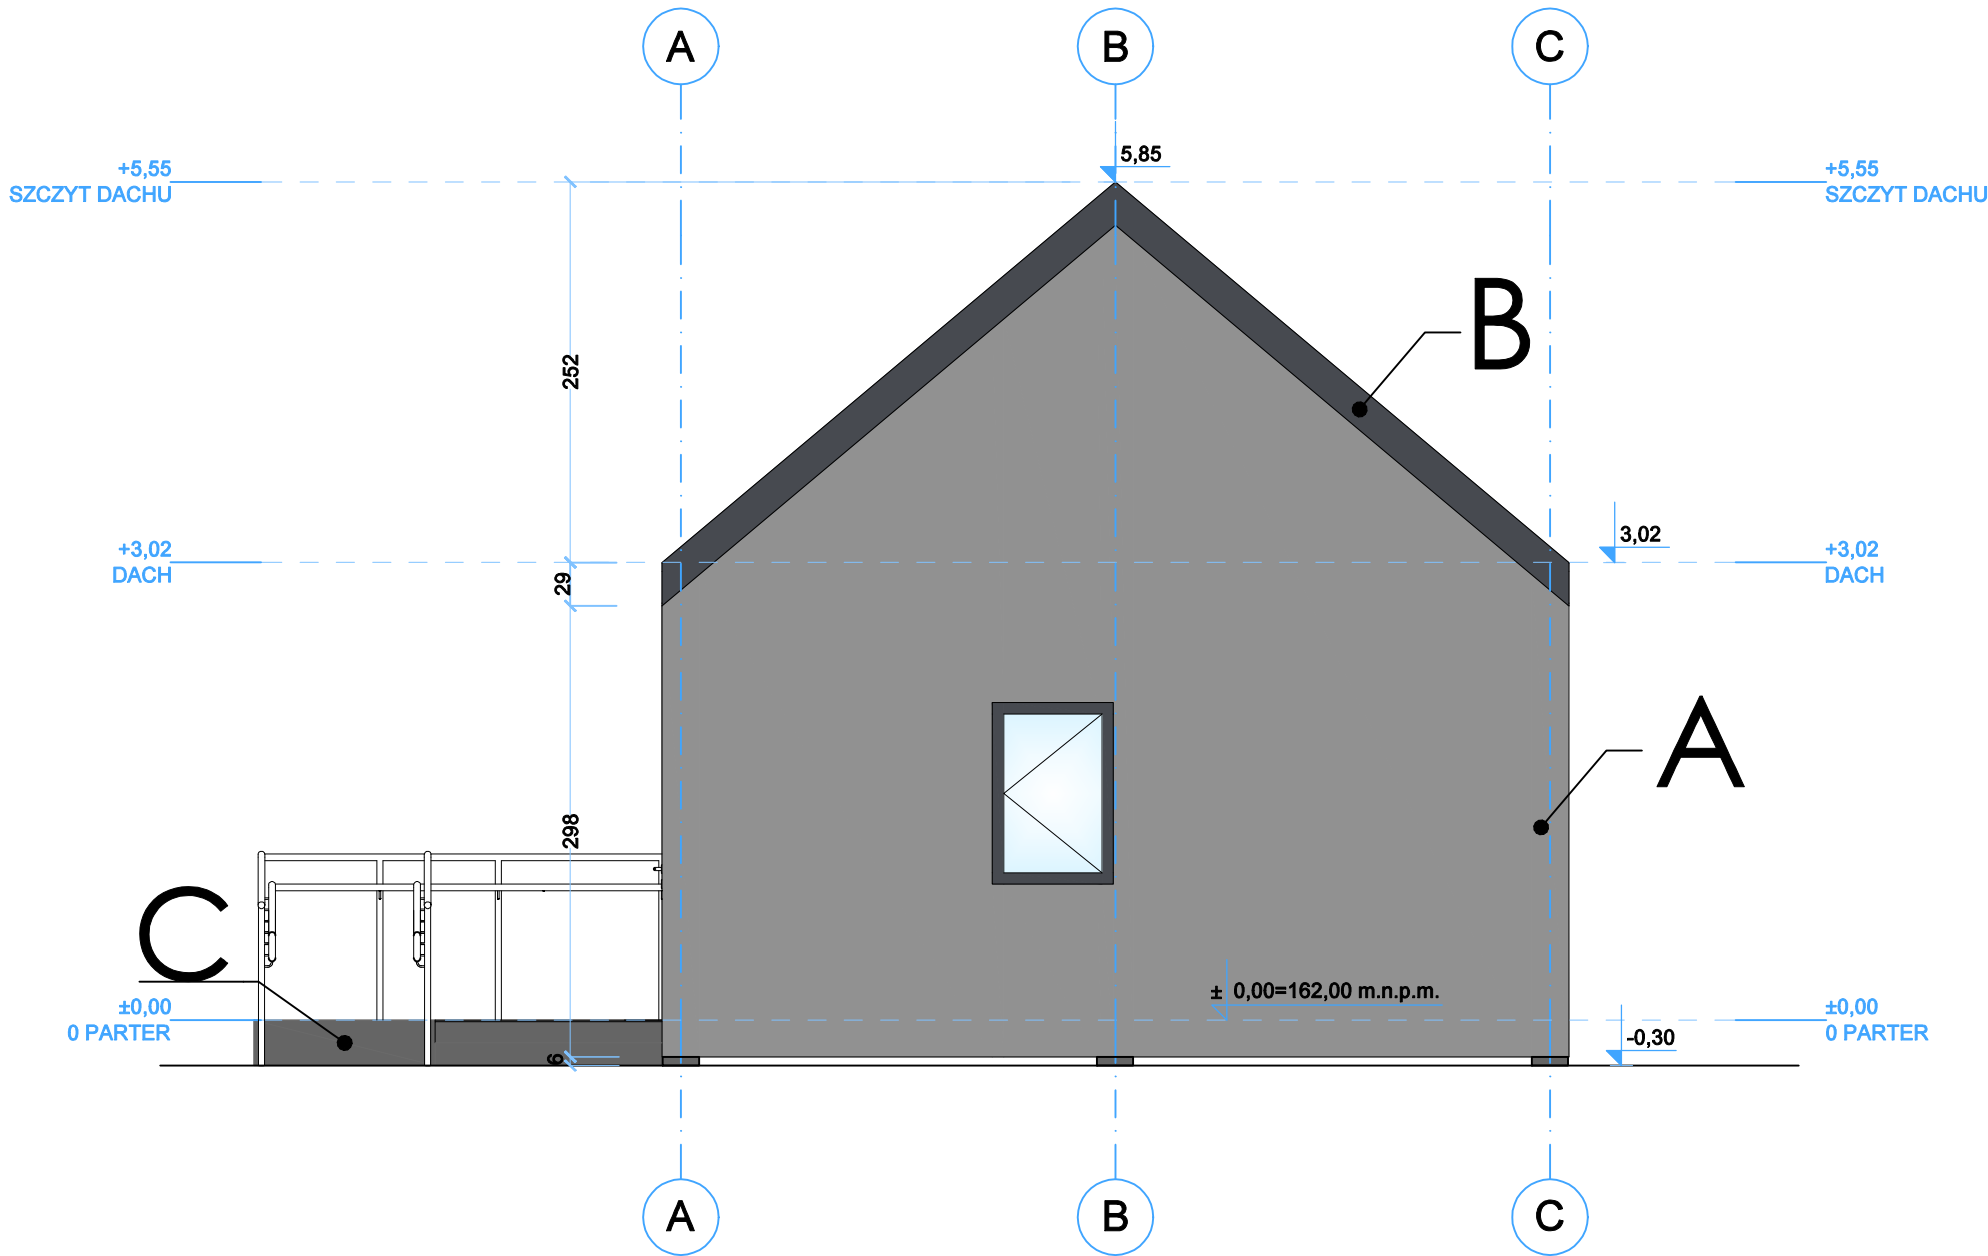 A B C
5,85
+5,55
SZCZYT DACHU
+5,55
SZCZYT DACHU
B
252
3,02
+3,02
DACH
+3,02
DACH
29
A
298
C
± 0,00=162,00 m.n.p.m.
±0,00
0 PARTER
±0,00
0 PARTER
-0,30
6
A B C